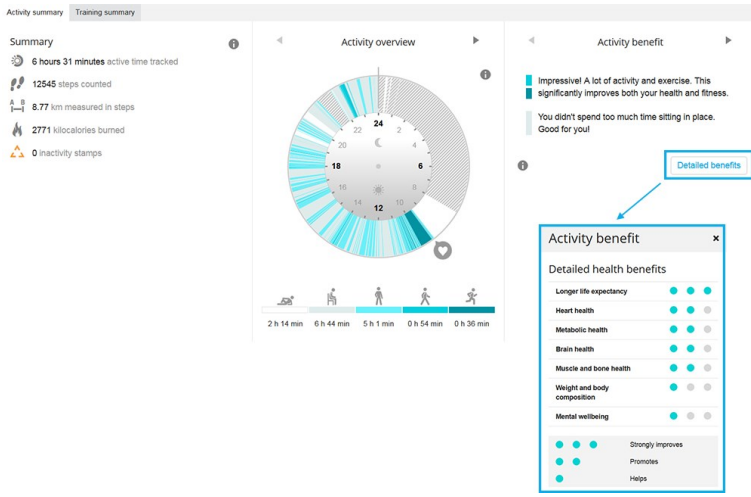 Activity summary
Training summary
Summary
6 hours 31 minutes active time tracked
12545 steps counted
A B
8.77 km measured in steps
2771 kilocalories burned
0 inactivity stamps
Activity overview
24
22 2
20 4
18 6
16 8
14 10
12
2 h 14 min 6 h 44 min 5 h 1 min 0 h 54 min 0 h 36 min
Activity benefit
Impressive! A lot of activity and exercise. This
significantly improves both your health and fitness.
You didn't spend too much time sitting in place.
Good for you!
Detailed benefits
Activity benefit ×
Detailed health benefits
Longer life expectancy
Heart health
Metabolic health
Brain health
Muscle and bone health
Weight and body
composition
Mental wellbeing
Strongly improves
Promotes
Helps